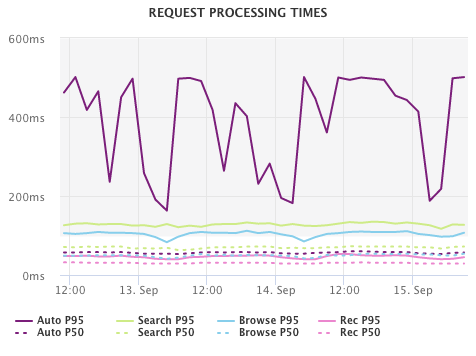 REQUEST PROCESSING TIMES
600ms
400ms
200ms
0ms
12:00 13. Sep 12:00 14. Sep 12:00 15. Sep
Auto P95 Search P95 Browse P95 Rec P95
Auto P50 Search P50 Browse P50 Rec P50